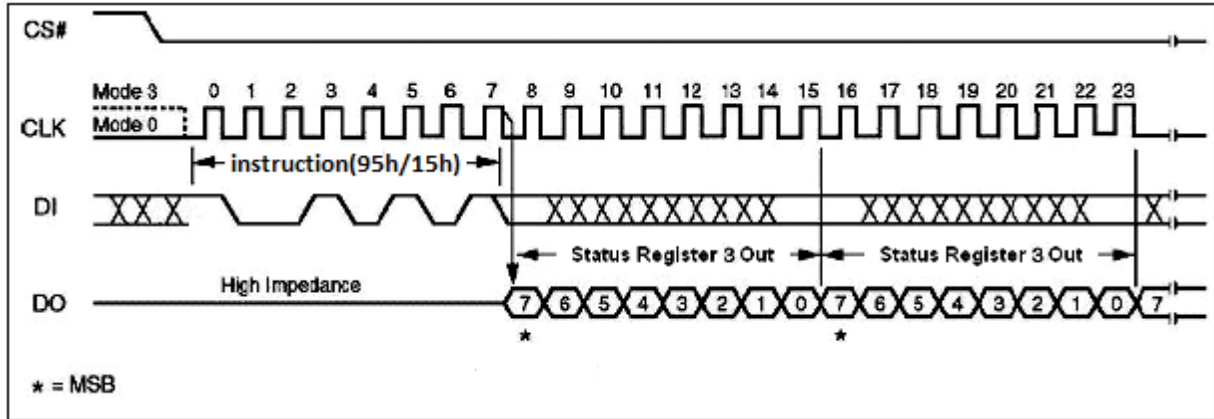 CS#
Mode 3 0 1 2 3 4 5 6 7 8 9 10 11 12 13 14 15 16 17 18 19 20 21 22 23
CLK Mode 0
instruction(95h/15h)
DI
Status Register 3 Out Status Register 3 Out
High Impedance
DO 7 6 5 4 3 2 1 0 7 6 5 4 3 2 1 0 7
* *
* = MSB